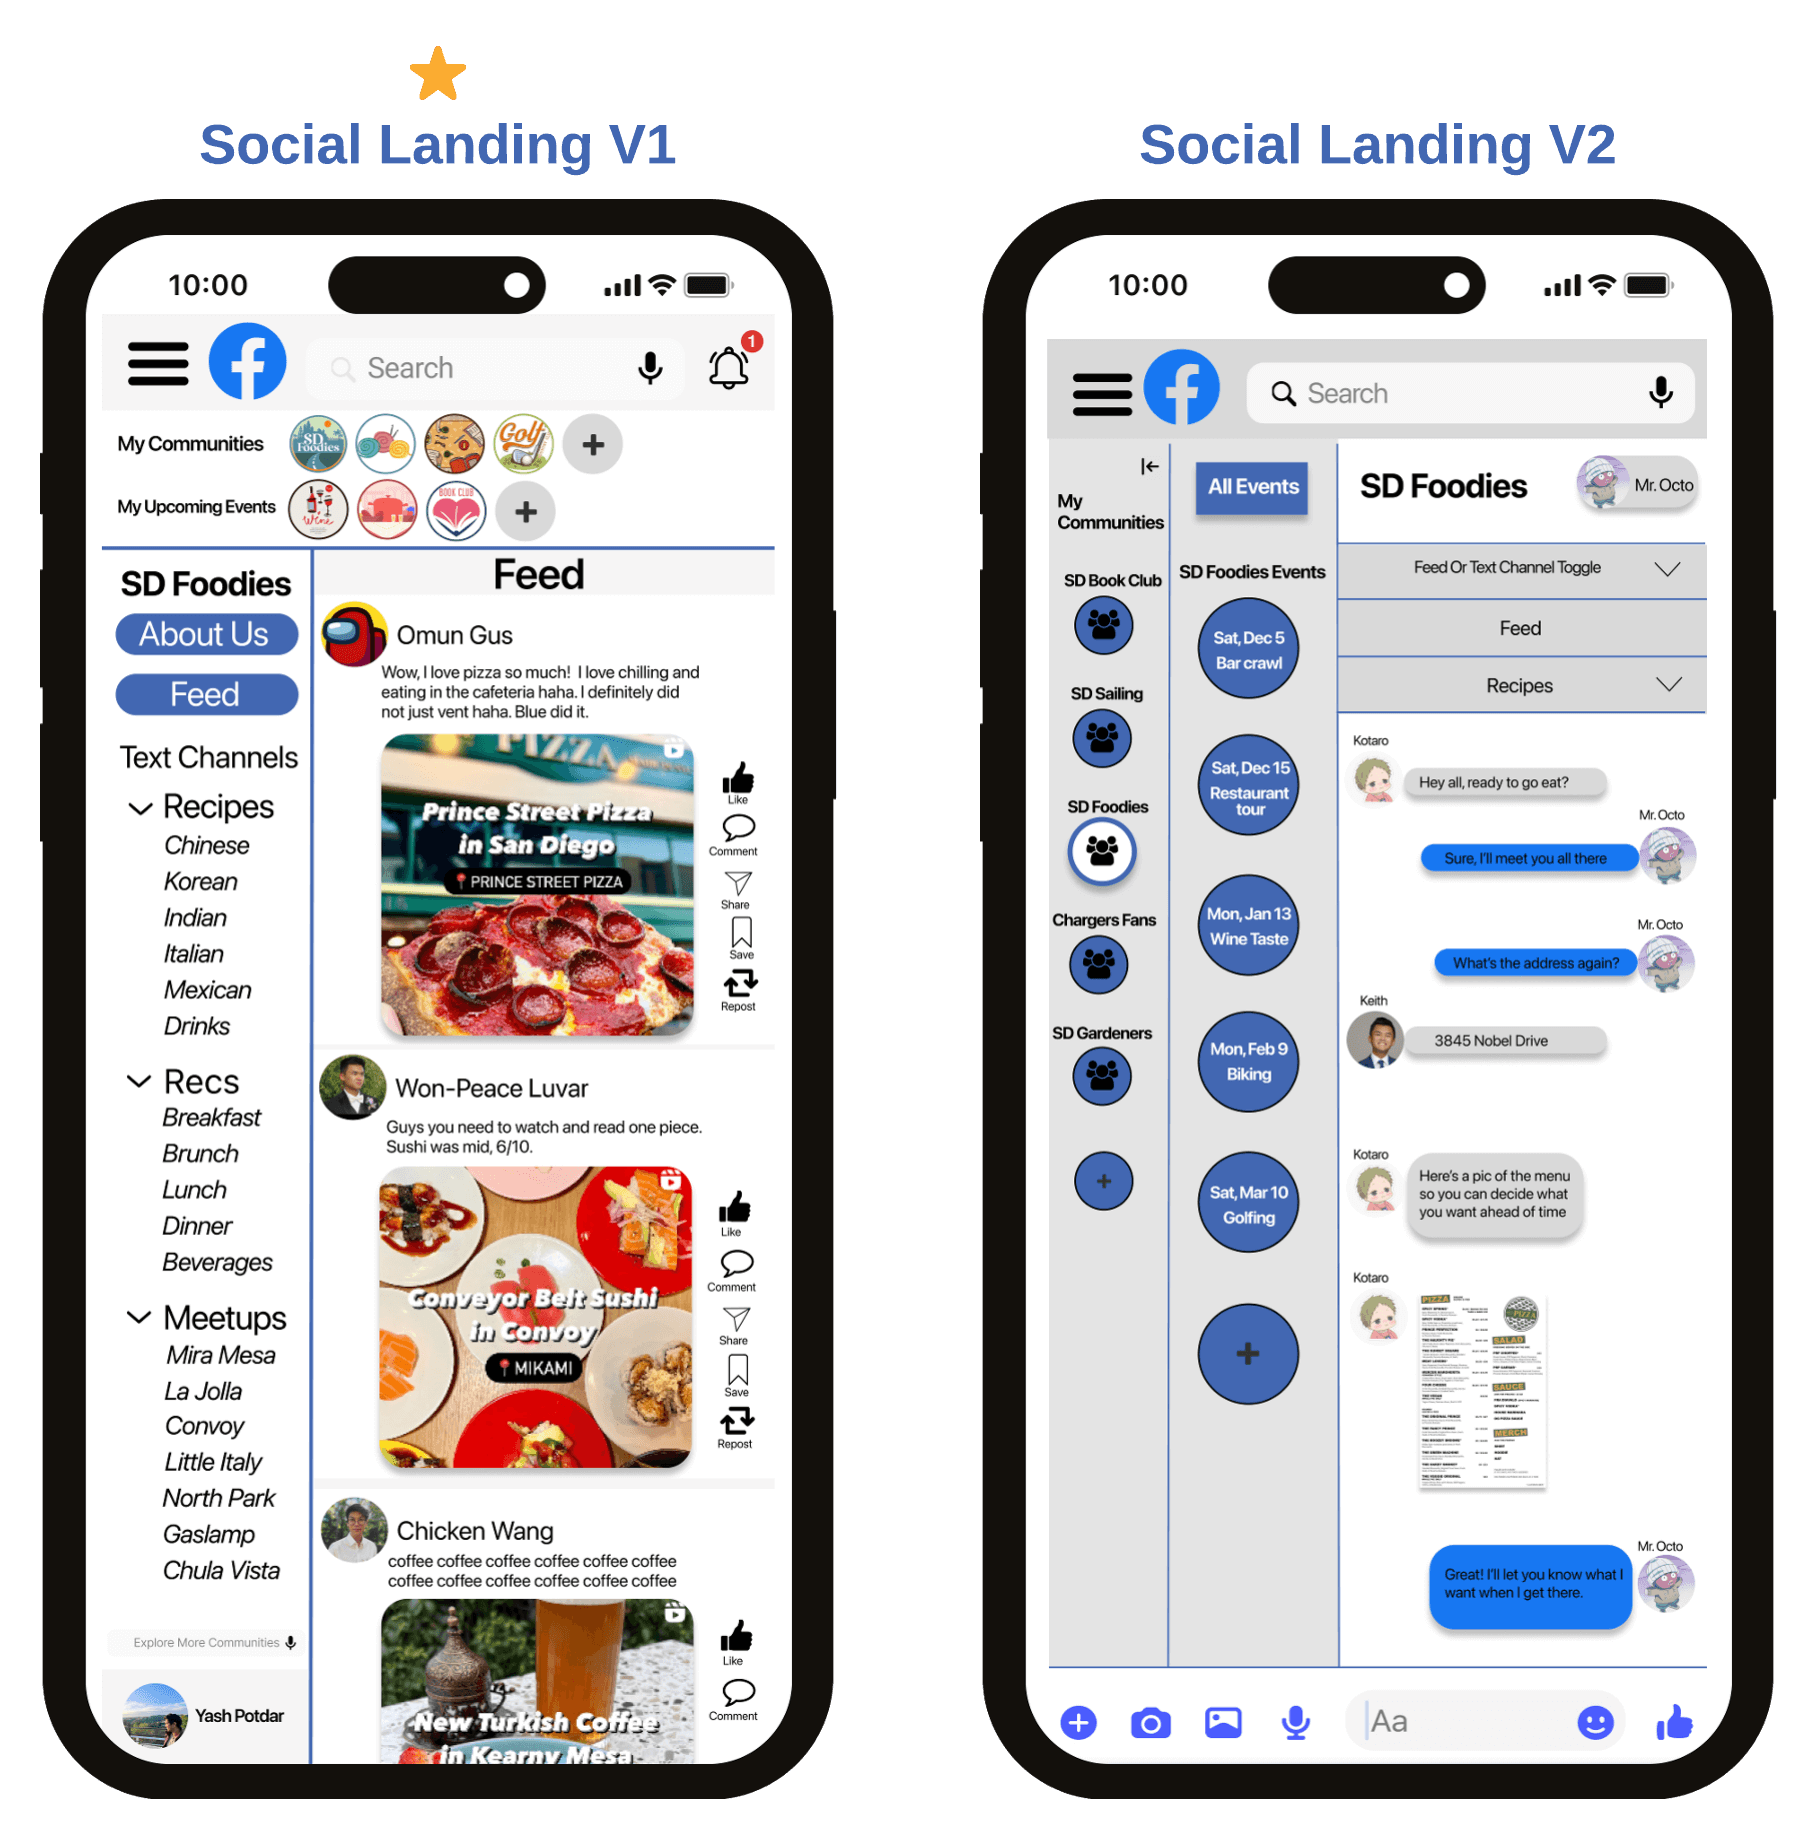 Social Landing V1
10:00
Search
1
My Communities
SD
Foodies
Golf
My Upcoming Events
Wine
BOOK CLUB
SD Foodies
About Us
Feed
Text Channels
Recipes
Chinese
Korean
Indian
Italian
Mexican
Drinks
Recs
Breakfast
Brunch
Lunch
Dinner
Beverages
Meetups
Mira Mesa
La Jolla
Convoy
Little Italy
North Park
Gaslamp
Chula Vista
Explore More Communities
Yash Potdar
Feed
Omun Gus
Wow, I love pizza so much!  I love chilling and
eating in the cafeteria haha. I definitely did
not just vent haha. Blue did it.
PIZZA
Prince Street Pizza
in San Diego
PRINCE STREET PIZZA
Like
Comment
Share
Save
Repost
Won-Peace Luvar
Guys you need to watch and read one piece.
Sushi was mid, 6/10.
Conveyor Belt Sushi
in Convoy
MIKAMI
Like
Comment
Share
Save
Repost
Chicken Wang
coffee coffee coffee coffee coffee coffee
coffee coffee coffee coffee coffee coffee
New Turkish Coffee
in Kearny Mesa
Like
Comment
Social Landing V2
10:00
Search
My
Communities
SD Book Club
SD Sailing
SD Foodies
Chargers Fans
SD Gardeners
All Events
SD Foodies Events
Sat, Dec 5
Bar crawl
Sat, Dec 15
Restaurant
tour
Mon, Jan 13
Wine Taste
Mon, Feb 9
Biking
Sat, Mar 10
Golfing
SD Foodies
Mr. Octo
Feed Or Text Channel Toggle
Feed
Recipes
Kotaro
Hey all, ready to go eat?
Mr. Octo
Sure, I'll meet you all there
Mr. Octo
What's the address again?
Keith
3845 Nobel Drive
Kotaro
Here's a pic of the menu
so you can decide what
you want ahead of time
Kotaro
PIZZA
PIZZA
SALAD
SAUCE
MERCH
Mr. Octo
Great! I'll let you know what I
want when I get there.
Aa